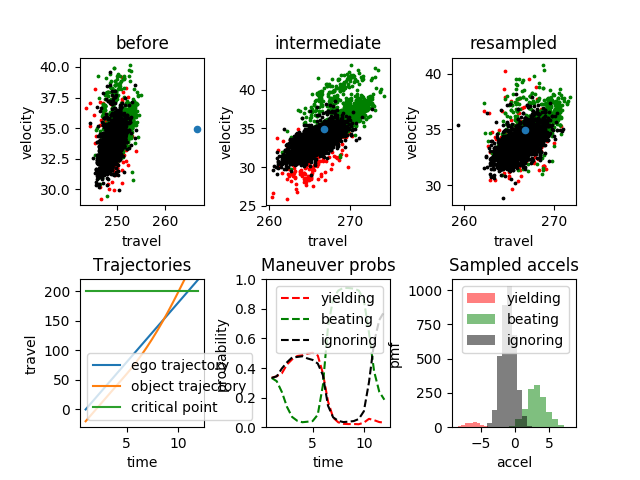 before
intermediate
resampled
velocity
40.0
37.5
35.0
32.5
30.0
250
260
travel
velocity
40
35
30
25
260
270
travel
velocity
40
35
30
260
270
travel
Trajectories
Maneuver probs
Sampled accels
travel
200
150
100
50
0
ego trajectory
object trajectory
critical point
5
10
time
probability
1.0
0.8
0.6
0.4
0.2
0.0
yielding
beating
ignoring
5
10
time
pmf
1000
750
500
250
0
yielding
beating
ignoring
−5
0
5
accel